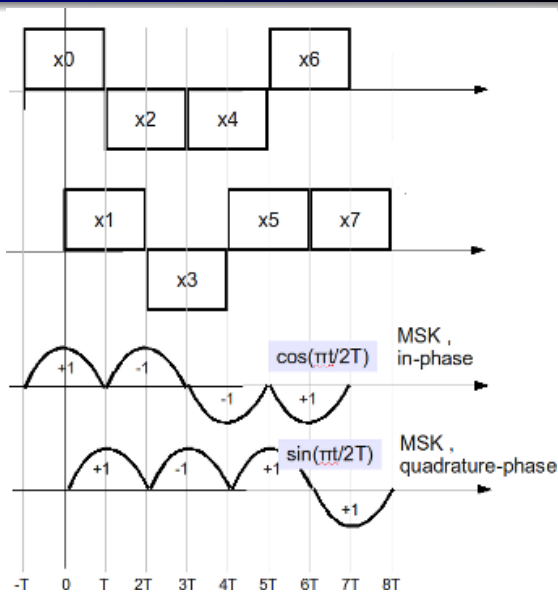 x0
x6
x2
x4
x1
x5
x7
x3
MSK ,
in-phase
cos(πt/2T)
+1
-1
-1
+1
MSK ,
quadrature-phase
sin(πt/2T)
+1
-1
+1
+1
-T 0 T 2T 3T 4T 5T 6T 7T 8T